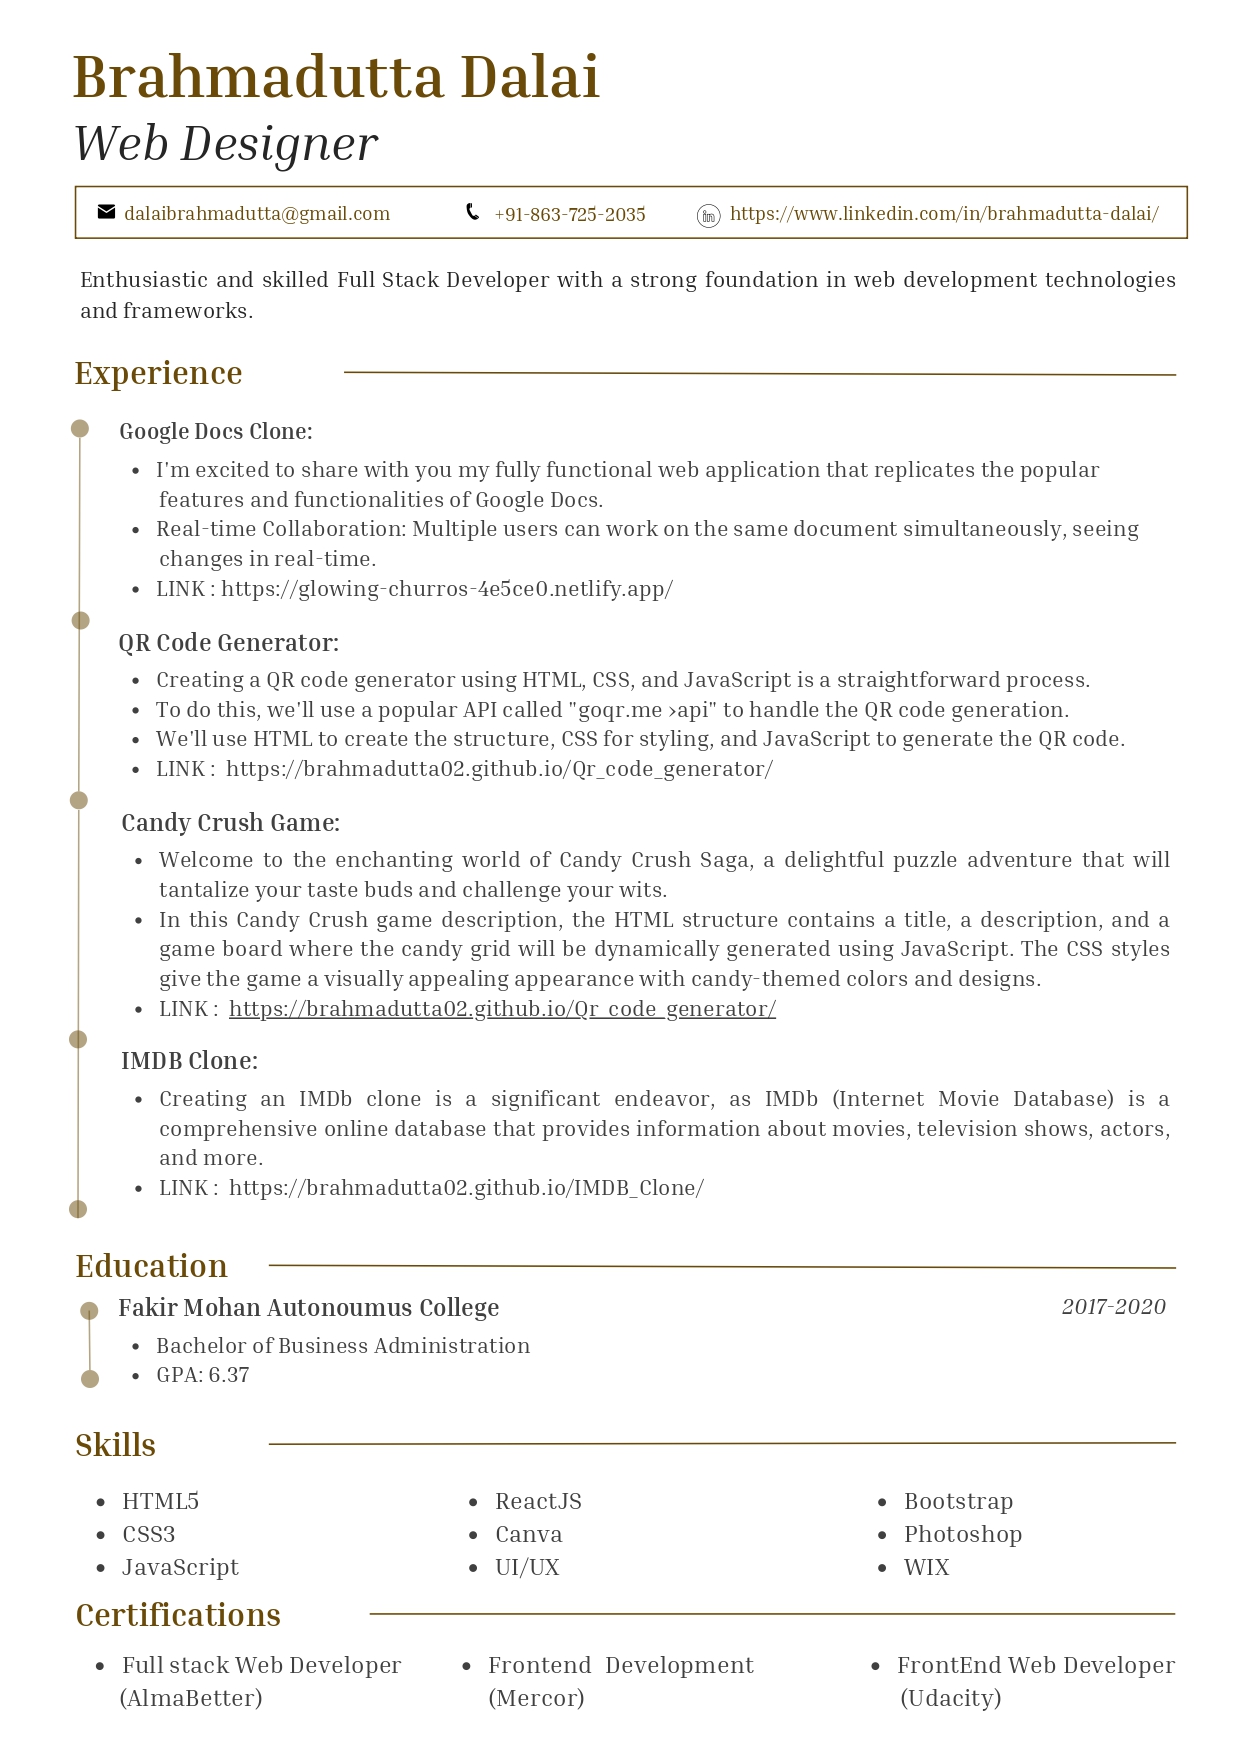 Brahmadutta Dalai
Web Designer
dalaibrahmadutta@gmail.com +91-863-725-2035 https://www.linkedin.com/in/brahmadutta-dalai/
Enthusiastic and skilled Full Stack Developer with a strong foundation in web development technologies
and frameworks.
Experience
Google Docs Clone:
• I'm excited to share with you my fully functional web application that replicates the popular
features and functionalities of Google Docs.
• Real-time Collaboration: Multiple users can work on the same document simultaneously, seeing
changes in real-time.
• LINK : https://glowing-churros-4e5ce0.netlify.app/
QR Code Generator:
• Creating a QR code generator using HTML, CSS, and JavaScript is a straightforward process.
• To do this, we'll use a popular API called "goqr.me ›api" to handle the QR code generation.
• We'll use HTML to create the structure, CSS for styling, and JavaScript to generate the QR code.
• LINK : https://brahmadutta02.github.io/Qr_code_generator/
Candy Crush Game:
• Welcome to the enchanting world of Candy Crush Saga, a delightful puzzle adventure that will
tantalize your taste buds and challenge your wits.
• In this Candy Crush game description, the HTML structure contains a title, a description, and a
game board where the candy grid will be dynamically generated using JavaScript. The CSS styles
give the game a visually appealing appearance with candy-themed colors and designs.
• LINK : https://brahmadutta02.github.io/Qr_code_generator/
IMDB Clone:
• Creating an IMDb clone is a significant endeavor, as IMDb (Internet Movie Database) is a
comprehensive online database that provides information about movies, television shows, actors,
and more.
• LINK : https://brahmadutta02.github.io/IMDB_Clone/
Education
Fakir Mohan Autonoumus College 2017-2020
• Bachelor of Business Administration
• GPA: 6.37
Skills
• HTML5 • ReactJS • Bootstrap
• CSS3 • Canva • Photoshop
• JavaScript • UI/UX • WIX
Certifications
• Full stack Web Developer • Frontend Development • FrontEnd Web Developer
(AlmaBetter) (Mercor) (Udacity)